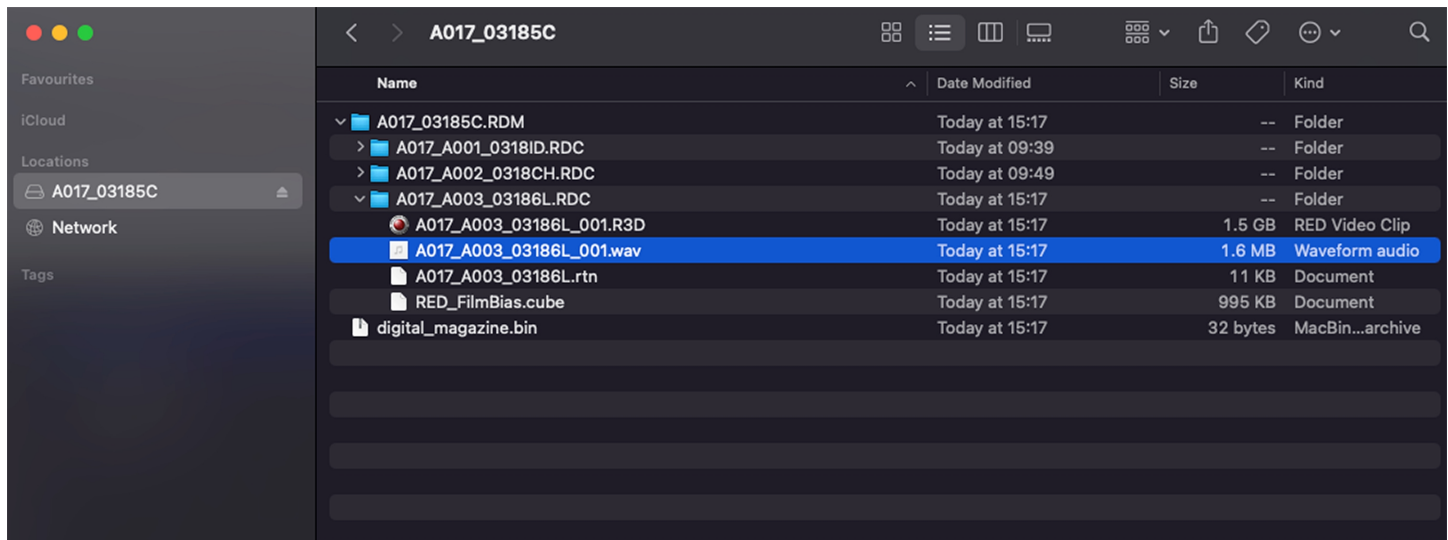 A017_03185C
Favourites
iCloud
Locations
A017_03185C
Network
Tags
Name Date Modified Size Kind
A017_03185C.RDM Today at 15:17 -- Folder
A017_A001_0318ID.RDC Today at 09:39 -- Folder
A017_A002_0318CH.RDC Today at 09:49 -- Folder
A017_A003_03186L.RDC Today at 15:17 -- Folder
A017_A003_03186L_001.R3D Today at 15:17 1.5 GB RED Video Clip
A017_A003_03186L_001.wav Today at 15:17 1.6 MB Waveform audio
A017_A003_03186L.rtn Today at 15:17 11 KB Document
RED_FilmBias.cube Today at 15:17 995 KB Document
digital_magazine.bin Today at 15:17 32 bytes MacBin...archive